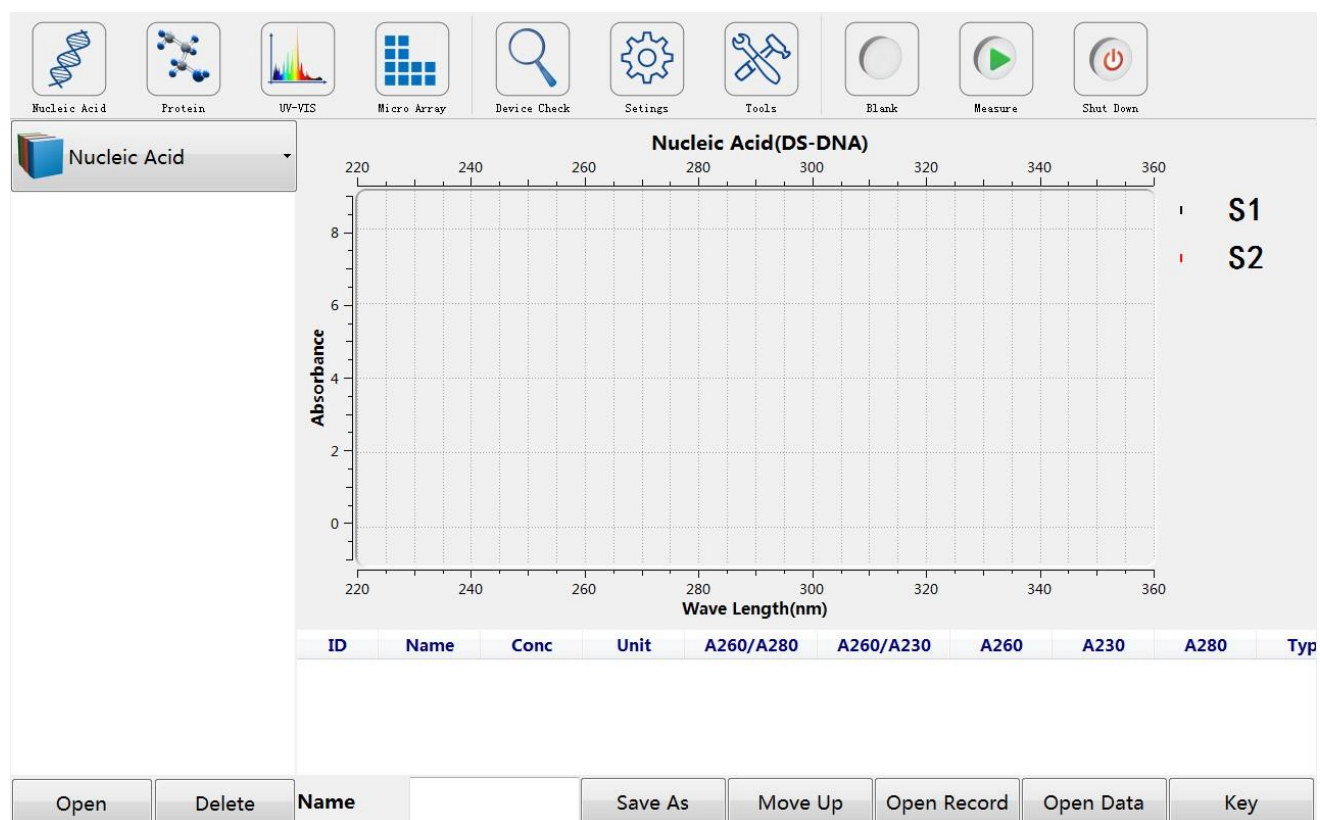 Nucleic Acid Protein UV-VIS Micro Array Device Check Setings Tools Blank Measure Shut Down
Nucleic Acid
Nucleic Acid(DS-DNA)
220 240 260 280 300 320 340 360
S1
S2
8
6
4
2
0
Absorbance
220 240 260 280 300 320 340 360
Wave Length(nm)
ID Name Conc Unit A260/A280 A260/A230 A260 A230 A280 Typ
Open Delete Name Save As Move Up Open Record Open Data Key